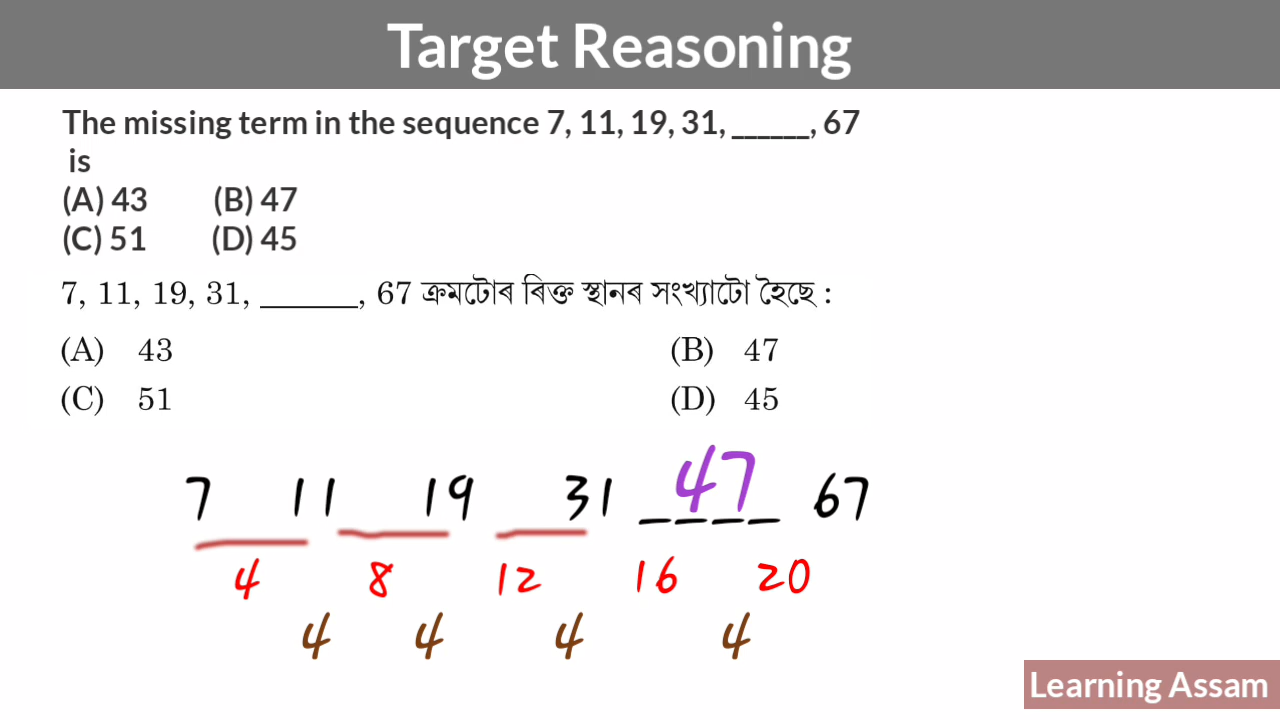 Target Reasoning
The missing term in the sequence 7, 11, 19, 31, ______, 67
is
(A) 43 (B) 47
(C) 51 (D) 45
7, 11, 19, 31, ______, 67 ক্ৰমটোৰ ৰিক্ত স্থানৰ সংখ্যাটো হৈছে :
(A) 43 (B) 47
(C) 51 (D) 45
7 11 19 31 47 67
4 8 12 16 20
4 4 4 4
Learning Assam